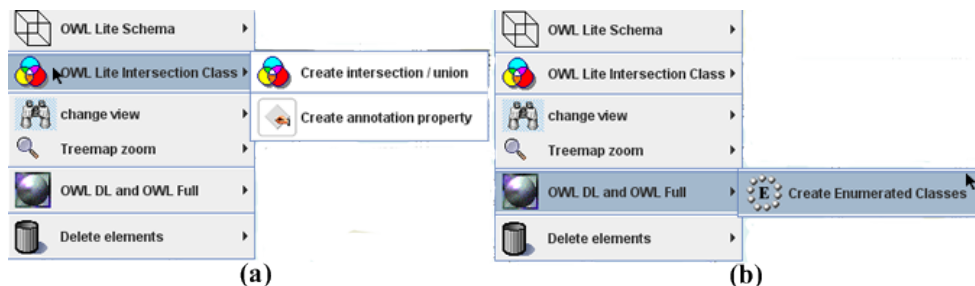 OWL Lite Schema
OWL Lite Intersection Class
Create intersection / union
change view
Create annotation property
Treemap zoom
OWL DL and OWL Full
Delete elements
(a)
OWL Lite Schema
OWL Lite Intersection Class
change view
Treemap zoom
OWL DL and OWL Full
E
Create Enumerated Classes
Delete elements
(b)